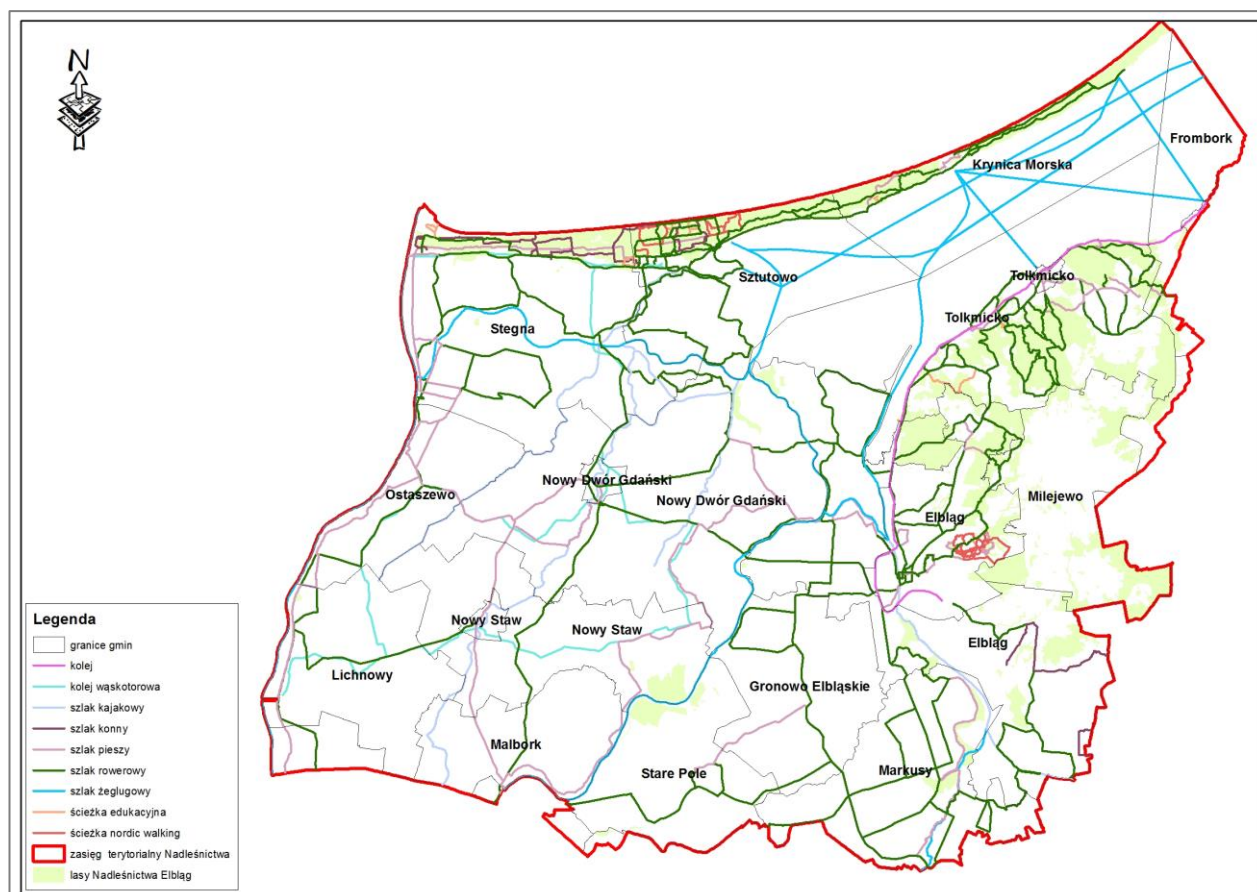 N
Frombork
Krynica Morska
Tolkmicko
Sztutowo
Tolkmicko
Stegna
Nowy Dwór Gdański
Ostaszewo
Nowy Dwór Gdański
Milejewo
Elbląg
Nowy Staw
Nowy Staw
Elbląg
Lichnowy
Gronowo Elbląskie
Malbork
Stare Pole
Markusy
Legenda
granice gmin
kolej
kolej wąskotorowa
szlak kajakowy
szlak konny
szlak pieszy
szlak rowerowy
szlak żeglugowy
ścieżka edukacyjna
ścieżka nordic walking
zasięg terytorialny Nadleśnictwa
lasy Nadleśnictwa Elbląg